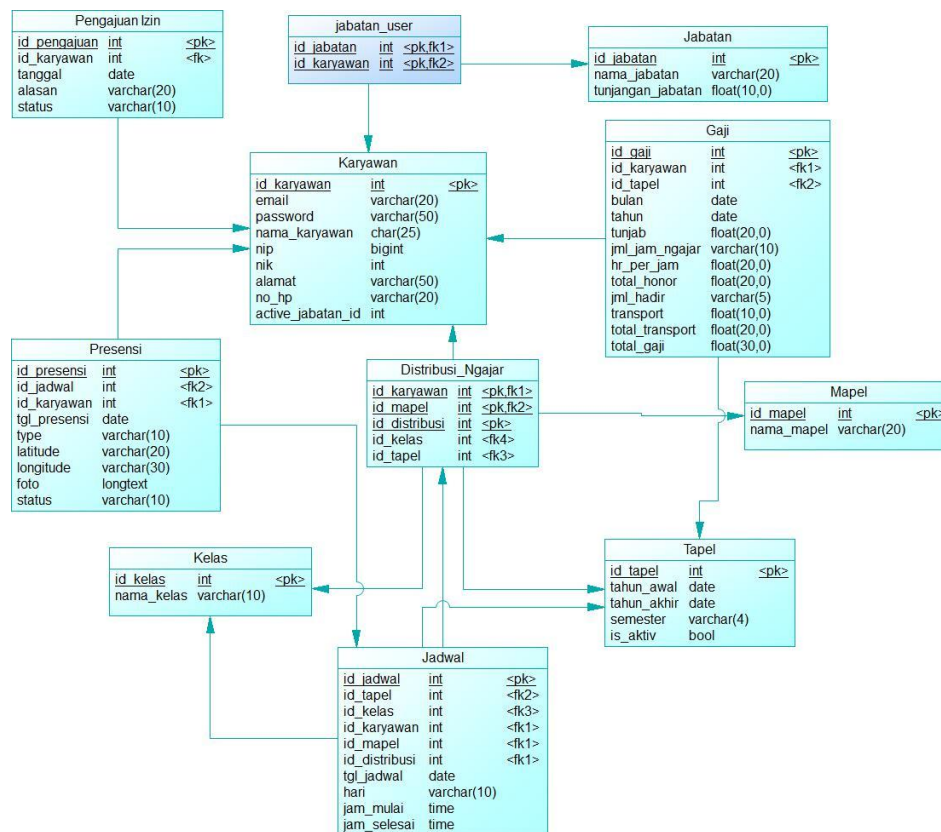 Pengajuan Izin
id_pengajuan int <pk>
id_karyawan int <fk>
tanggal date
alasan varchar(20)
status varchar(10)
jabatan_user
id_jabatan int <pk,fk1>
id_karyawan int <pk,fk2>
Jabatan
id_jabatan int <pk>
nama_jabatan varchar(20)
tunjangan_jabatan float(10,0)
Karyawan
id_karyawan int <pk>
email varchar(20)
password varchar(50)
nama_karyawan char(25)
nip bigint
nik int
alamat varchar(50)
no_hp varchar(20)
active_jabatan_id int
Gaji
id_gaji int <pk>
id_karyawan int <fk1>
id_tapel int <fk2>
bulan date
tahun date
tunjab float(20,0)
jml_jam_ngajar varchar(10)
hr_per_jam float(20,0)
total_honor float(20,0)
jml_hadir varchar(5)
transport float(10,0)
total_transport float(20,0)
total_gaji float(30,0)
Presensi
id_presensi int <pk>
id_jadwal int <fk2>
id_karyawan int <fk1>
tgl_presensi date
type varchar(10)
latitude varchar(20)
longitude varchar(30)
foto longtext
status varchar(10)
Distribusi_Ngajar
id_karyawan int <pk,fk1>
id_mapel int <pk,fk2>
id_distribusi int <pk>
id_kelas int <fk4>
id_tapel int <fk3>
Mapel
id_mapel int <pk>
nama_mapel varchar(20)
Kelas
id_kelas int <pk>
nama_kelas varchar(10)
Tapel
id_tapel int <pk>
tahun_awal date
tahun_akhir date
semester varchar(4)
is_aktiv bool
Jadwal
id_jadwal int <pk>
id_tapel int <fk2>
id_kelas int <fk3>
id_karyawan int <fk1>
id_mapel int <fk1>
id_distribusi int <fk1>
tgl_jadwal date
hari varchar(10)
jam_mulai time
jam_selesai time